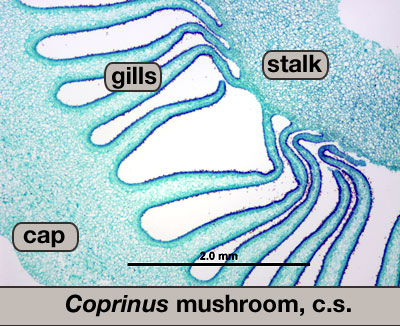 stalk
gills
cap
2.0 mm
Coprinus mushroom, c.s.